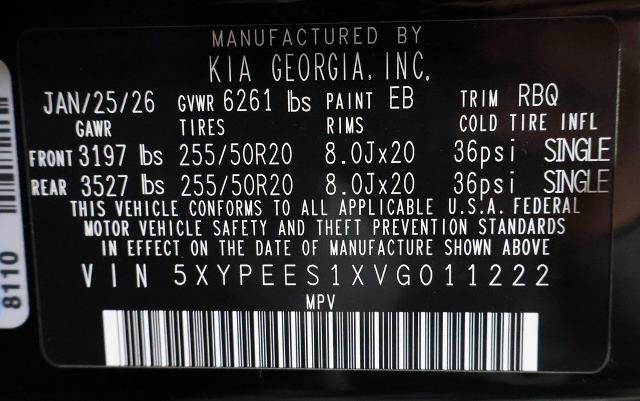 MANUFACTURED BY
KIA GEORGIA, INC.
JAN/25/26 GVWR 6261 lbs PAINT EB TRIM RBQ
GAWR TIRES RIMS COLD TIRE INFL
FRONT 3197 lbs 255/50R20 8.0Jx20 36psi SINGLE
REAR 3527 lbs 255/50R20 8.0Jx20 36psi SINGLE
THIS VEHICLE CONFORMS TO ALL APPLICABLE U.S.A. FEDERAL
MOTOR VEHICLE SAFETY AND THEFT PREVENTION STANDARDS
IN EFFECT ON THE DATE OF MANUFACTURE SHOWN ABOVE
VIN 5XYPEES1XVG011222
MPV
8110